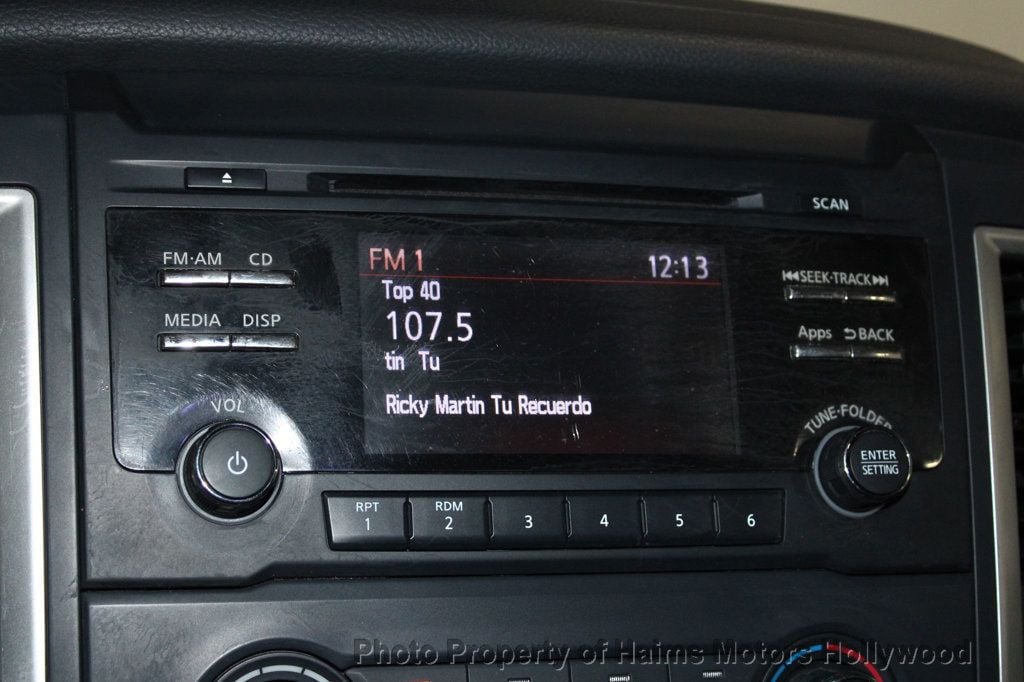 SCAN
FM·AM CD
MEDIA DISP
VOL
FM 1 12:13
Top 40
107.5
tin Tu
Ricky Martin Tu Recuerdo
SEEK·TRACK
Apps BACK
TUNE·FOLDER
ENTER
SETTING
RPT RDM
1 2 3 4 5 6
Photo Property of Haims Motors Hollywood